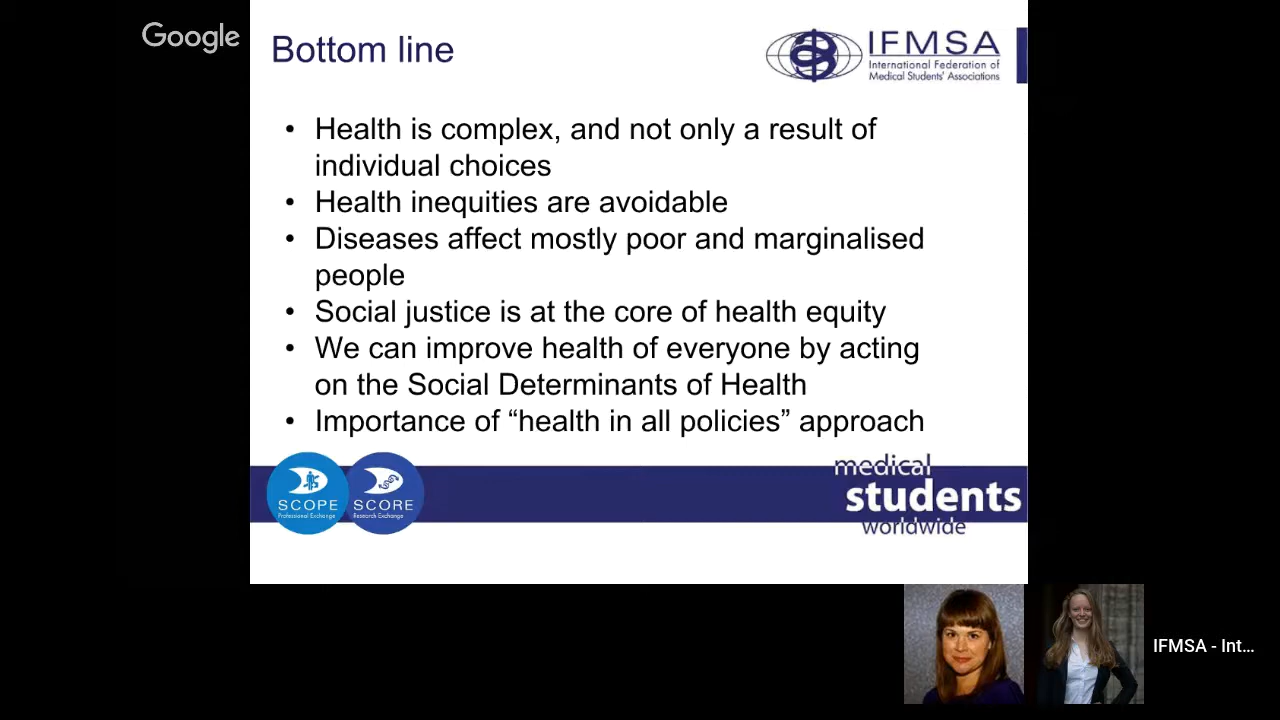 Google
Bottom line
IFMSA
International Federation of
Medical Students' Associations
• Health is complex, and not only a result of
individual choices
• Health inequities are avoidable
• Diseases affect mostly poor and marginalised
people
• Social justice is at the core of health equity
• We can improve health of everyone by acting
on the Social Determinants of Health
• Importance of “health in all policies” approach
SCOPE
Professional Exchange
SCORE
Research Exchange
medical
students
worldwide
IFMSA - Int...